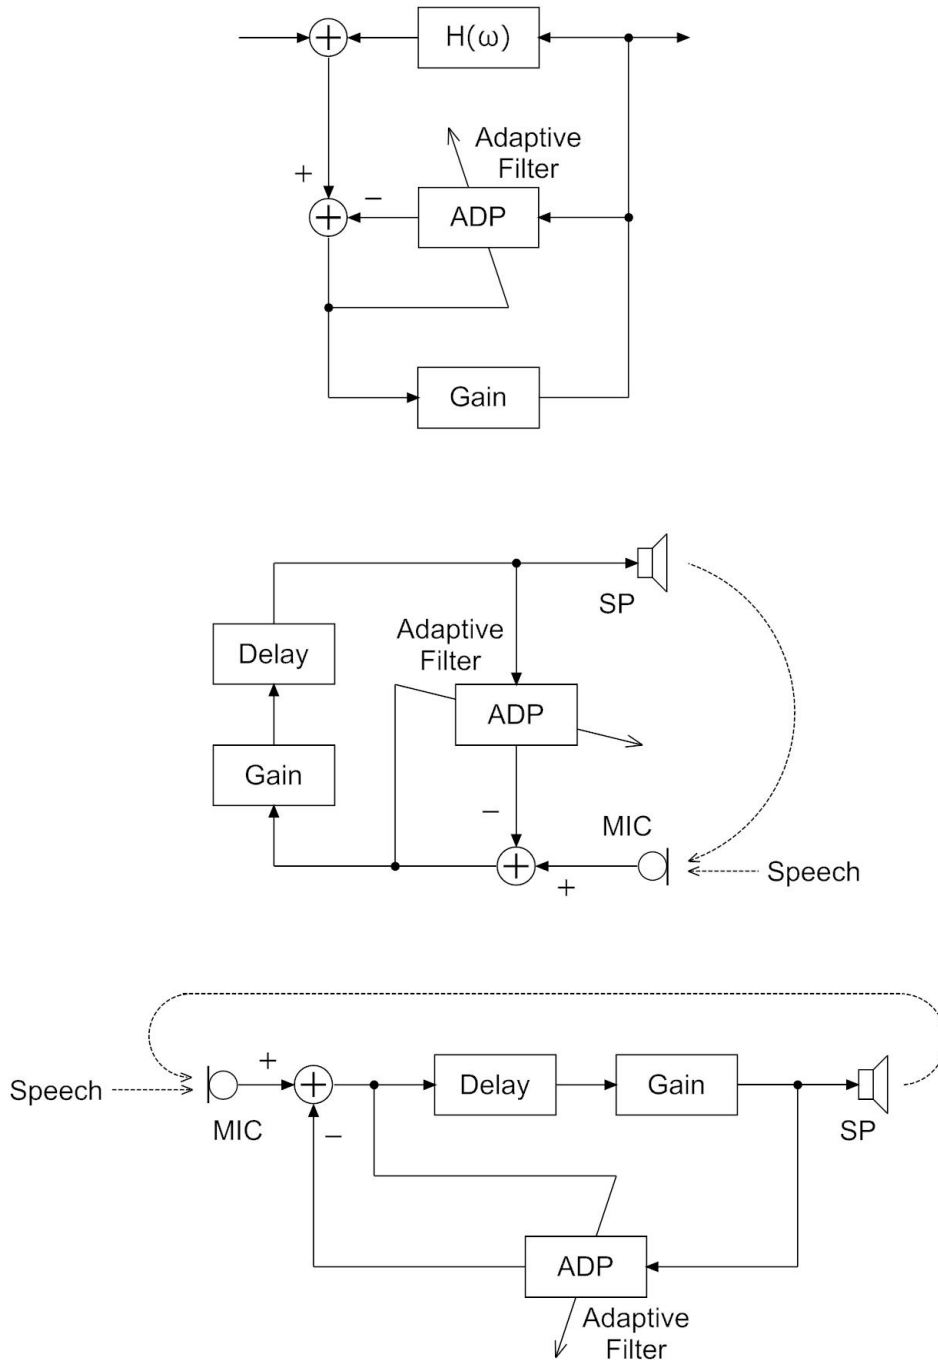 H(ω)
Adaptive
Filter
+
−
ADP
Gain
SP
Adaptive
Filter
Delay
ADP
Gain
−
MIC
+
Speech
+
Speech
MIC
−
Delay
Gain
SP
ADP
Adaptive
Filter